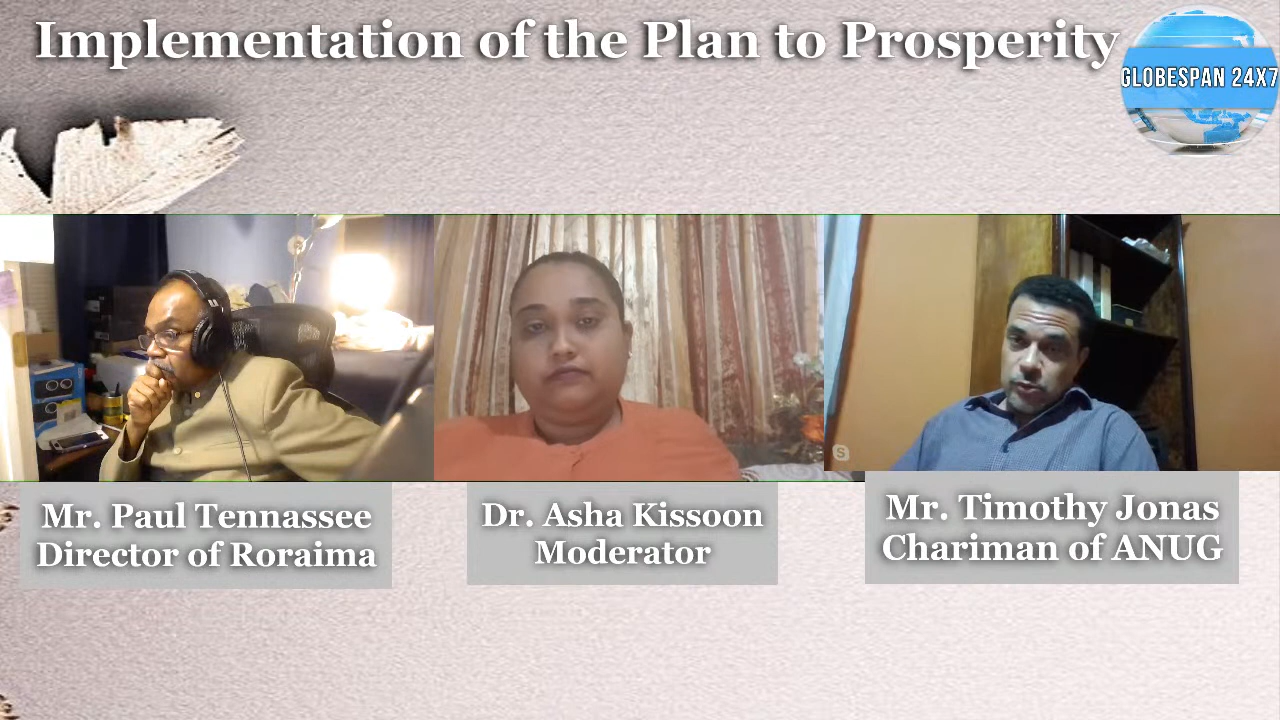 Implementation of the Plan to Prosperity
GLOBESPAN 24X7
Mr. Paul Tennassee
Director of Roraima
Dr. Asha Kissoon
Moderator
Mr. Timothy Jonas
Chariman of ANUG